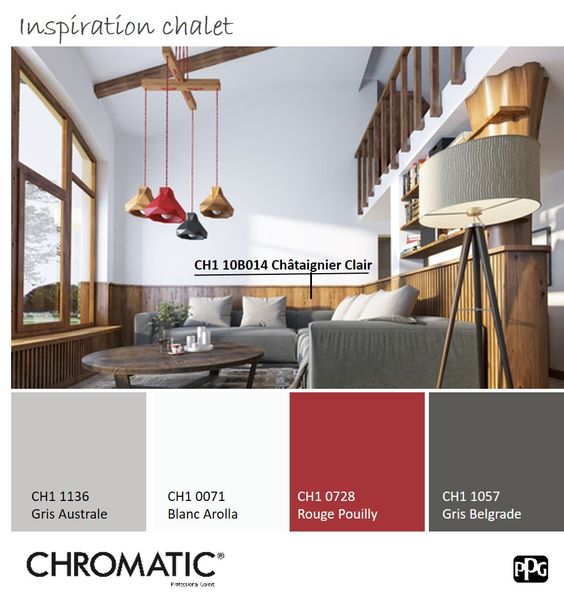 Inspiration chalet
CH1 10B014 Châtaignier Clair
CH1 1136
Gris Australe
CH1 0071
Blanc Arolla
CH1 0728
Rouge Pouilly
CH1 1057
Gris Belgrade
CHROMATIC®
Professional Colors
PPG